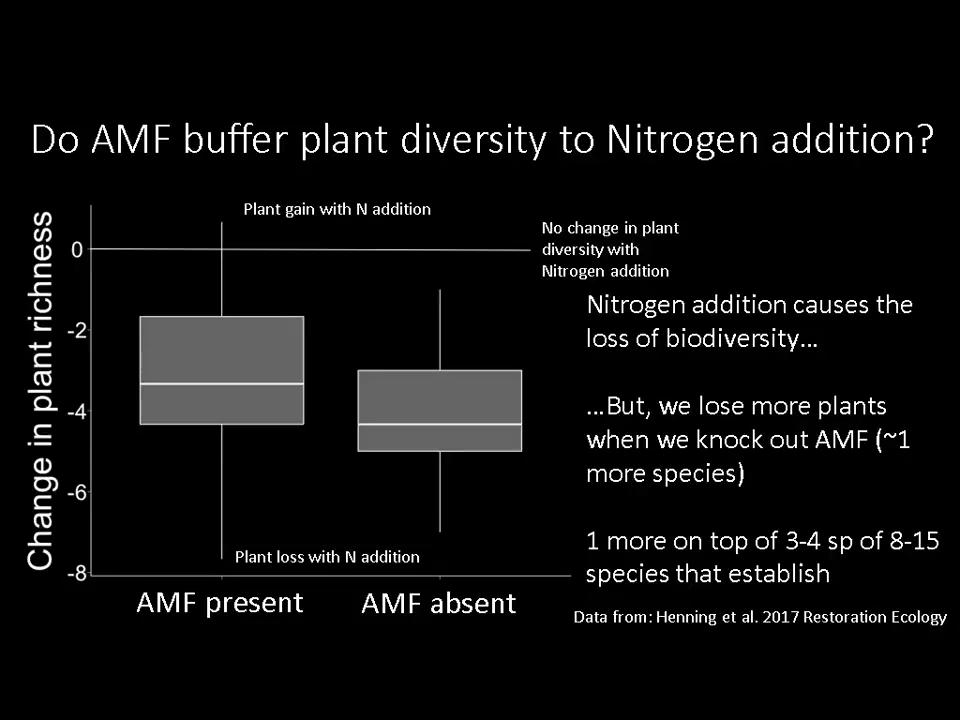 Do AMF buffer plant diversity to Nitrogen addition?
Plant gain with N addition
No change in plant
diversity with
Nitrogen addition
Change in plant richness
0
-2
-4
-6
-8
Plant loss with N addition
AMF present
AMF absent
Nitrogen addition causes the
loss of biodiversity…
…But, we lose more plants
when we knock out AMF (~1
more species)
1 more on top of 3-4 sp of 8-15
species that establish
Data from: Henning et al. 2017 Restoration Ecology